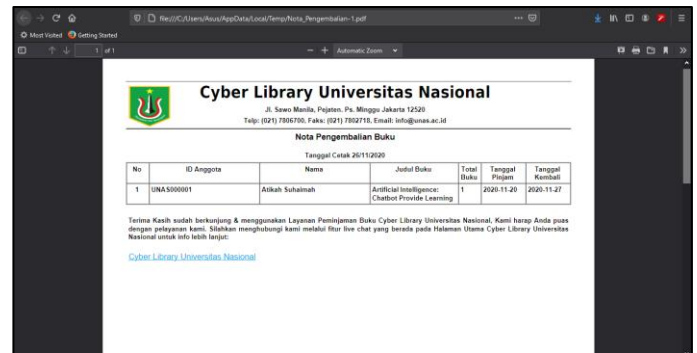 file:///C:/Users/Asus/AppData/Local/Temp/Nota_Pengembalian-1.pdf
Most Visited Getting Started
1 of 1 Automatic Zoom
Cyber Library Universitas Nasional
Jl. Sawo Manila, Pejaten. Ps. Minggu Jakarta 12520
Telp: (021) 7806700, Faks: (021) 7802718, Email: info@unas.ac.id
Nota Pengembalian Buku
Tanggal Cetak 26/11/2020
No ID Anggota Nama Judul Buku Total Buku Tanggal Pinjam Tanggal Kembali
1 UNAS000001 Atikah Suhaimah Artificial Intelligence: Chatbot Provide Learning 1 2020-11-20 2020-11-27
Terima Kasih sudah berkunjung & menggunakan Layanan Peminjaman Buku Cyber Library Universitas Nasional, Kami harap Anda puas
dengan pelayanan kami. Silahkan menghubungi kami melalui fitur live chat yang berada pada Halaman Utama Cyber Library Universitas
Nasional untuk info lebih lanjut:
Cyber Library Universitas Nasional